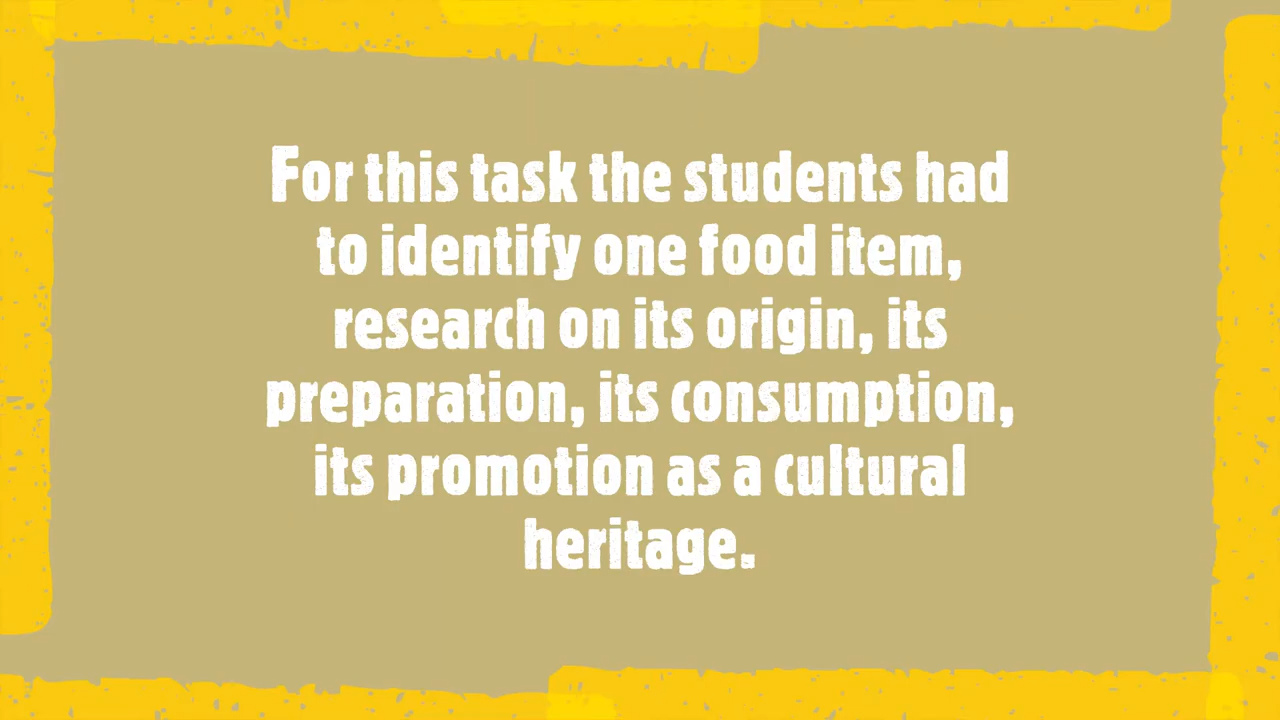 For this task the students had
to identify one food item,
research on its origin, its
preparation, its consumption,
its promotion as a cultural
heritage.